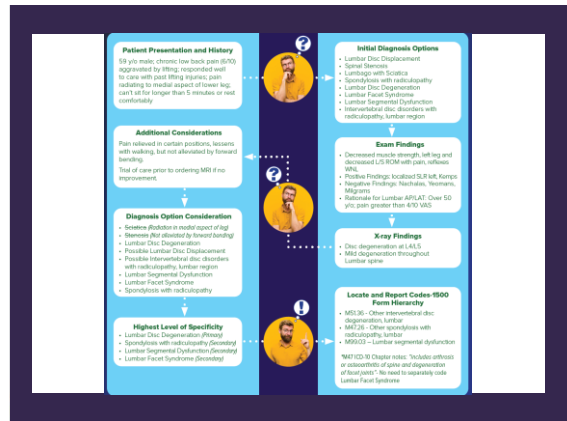 Patient Presentation and History
59 y/o male; chronic low back pain (6/10)
aggravated by lifting; responded well
to care with past lifting injuries; pain
radiating to medial aspect of lower leg;
can't sit for longer than 5 minutes or rest
comfortably
?
Initial Diagnosis Options
• Lumbar Disc Displacement
• Spinal Stenosis
• Lumbago with Sciatica
• Spondylosis with radiculopathy
• Lumbar Disc Degeneration
• Lumbar Facet Syndrome
• Lumbar Segmental Dysfunction
• Intervertebral disc disorders with
radiculopathy, lumbar region
Exam Findings
• Decreased muscle strength, left leg and
decreased L/S ROM with pain, reflexes
WNL
• Positive Findings: localized SLR left, Kemps
• Negative Findings: Nachalas, Yeomans,
Milgrams
• Rationale for Lumbar AP/LAT: Over 50
y/o; pain greater than 4/10 VAS
X-ray Findings
• Disc degeneration at L4/L5
• Mild degeneration throughout
Lumbar spine
?
Additional Considerations
Pain relieved in certain positions, lessens
with walking, but not alleviated by forward
bending.
Trial of care prior to ordering MRI if no
improvement.
Diagnosis Option Consideration
• Sciatica (Radiation in medial aspect of leg)
• Stenosis (Not alleviated by forward bending)
• Lumbar Disc Degeneration
• Possible Lumbar Disc Displacement
• Possible Intervertebral disc disorders
with radiculopathy, lumbar region
• Lumbar Segmental Dysfunction
• Lumbar Facet Syndrome
• Spondylosis with radiculopathy
Highest Level of Specificity
• Lumbar Disc Degeneration (Primary)
• Spondylosis with radiculopathy (Secondary)
• Lumbar Segmental Dysfunction (Secondary)
• Lumbar Facet Syndrome (Secondary)
!
Locate and Report Codes-1500
Form Hierarchy
• M51.36 - Other intervertebral disc
degeneration, lumbar
• M47.26 - Other spondylosis with
radiculopathy, lumbar
• M99.03 – Lumbar segmental dysfunction
*M47 ICD-10 Chapter notes: "includes arthrosis
or osteoarthritis of spine and degeneration
of facet joints"- No need to separately code
Lumbar Facet Syndrome